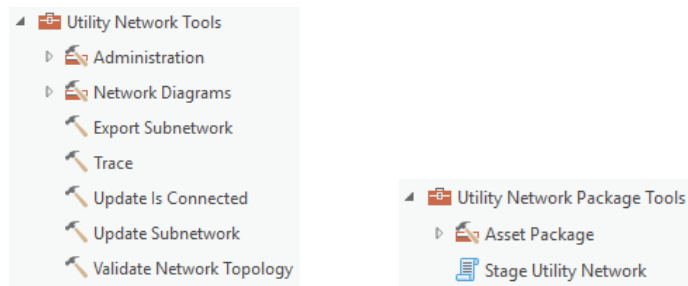 Utility Network Tools
Administration
Network Diagrams
Export Subnetwork
Trace
Update Is Connected
Update Subnetwork
Validate Network Topology
Utility Network Package Tools
Asset Package
Stage Utility Network